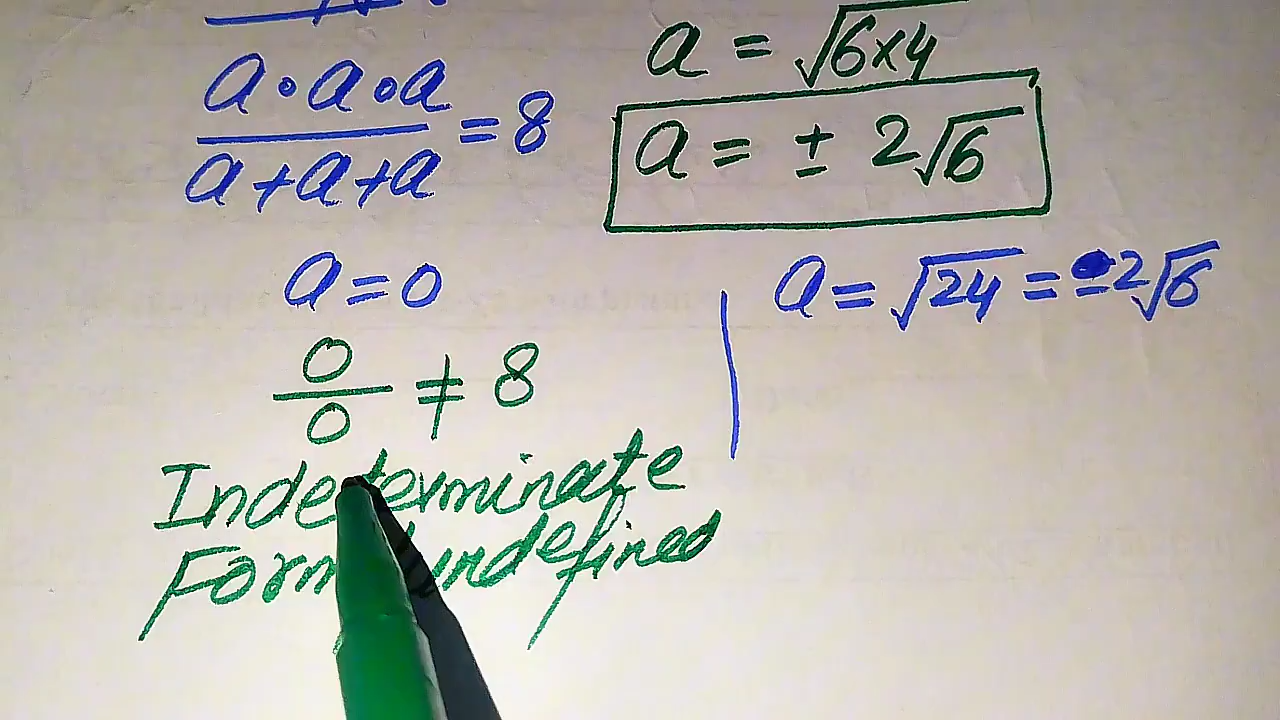 a∘a∘a / a+a+a = 8
a = √6×4
a = ± 2√6
a = 0
0/0 ≠ 8
Indeterminate
Form undefined
a = √24 = ±2√6